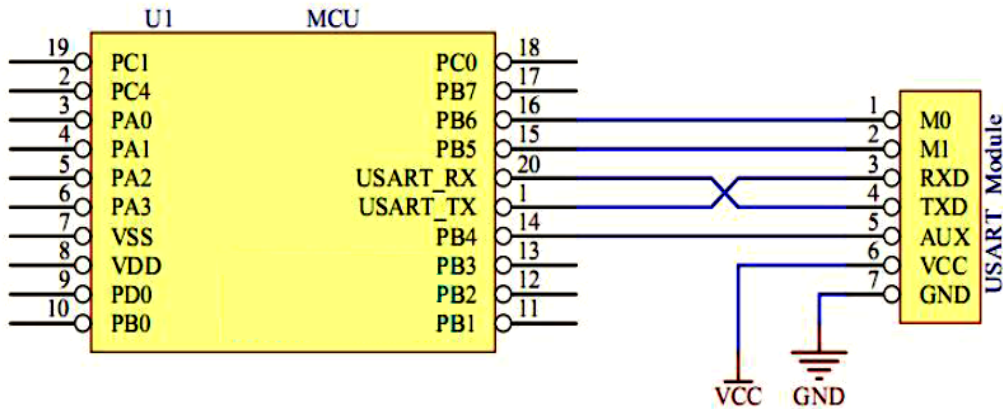 U1 MCU
19 PC1 PC0 18
2 PC4 PB7 17
3 PA0 PB6 16 1 M0
4 PA1 PB5 15 2 M1
5 PA2 USART_RX 20 3 RXD
6 PA3 USART_TX 1 4 TXD
7 VSS PB4 14 5 AUX
8 VDD PB3 13 6 VCC
9 PD0 PB2 12 7 GND
10 PB0 PB1 11
USART Module
VCC GND